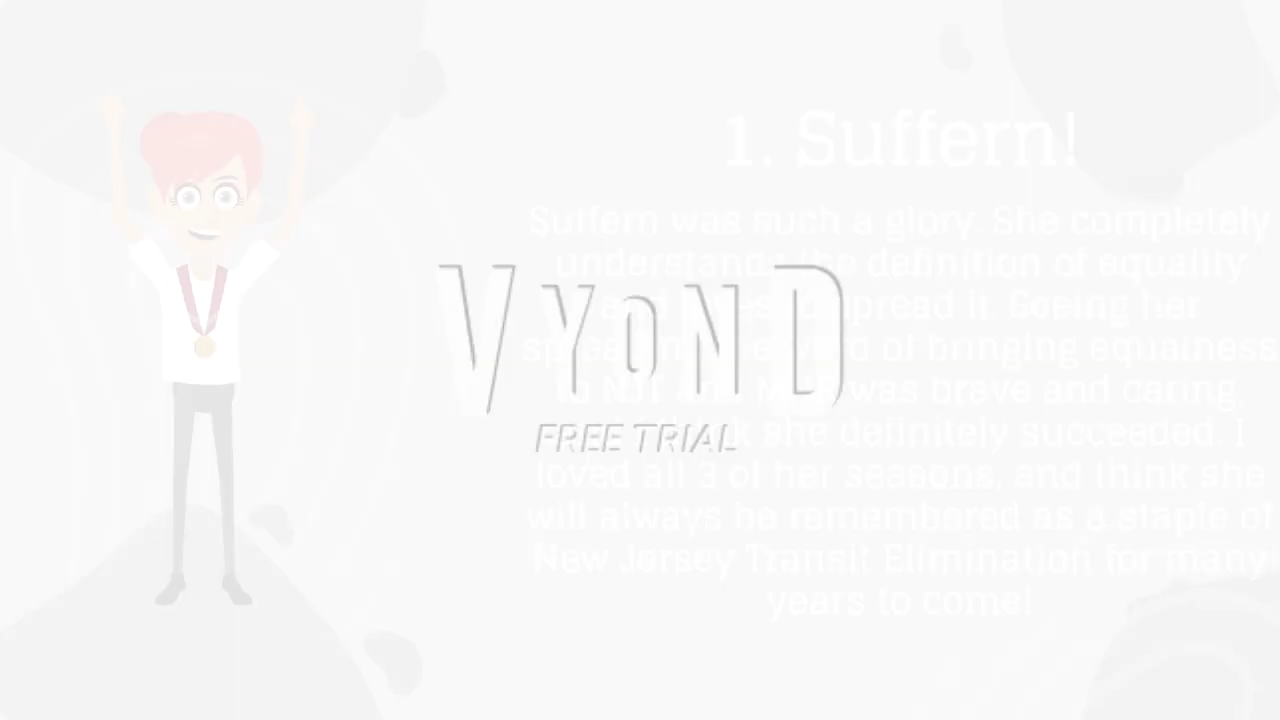 1. Suffern!
Suffern was such a glory. She completely
the definition of equality
spread it. Seeing her
of bringing equalness
to NJT and was brave and caring,
she definitely succeeded. I
loved all 3 of her seasons, and think she
will always be remembered as a staple of
New Jersey Transit Elimination for many
years to come!
VYOND
FREE TRIAL